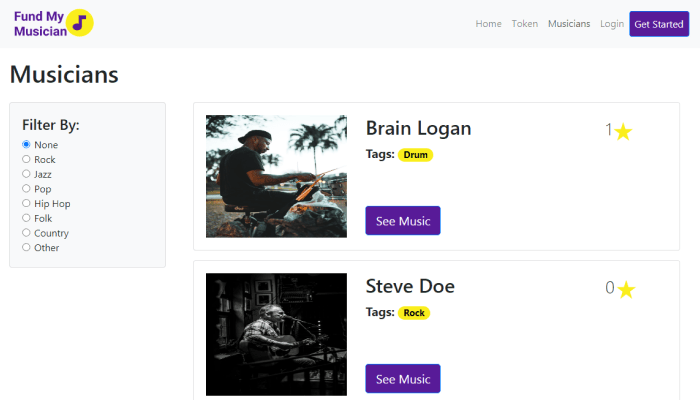 Fund My
Musician
Home Token Musicians Login Get Started
Musicians
Filter By:
None
Rock
Jazz
Pop
Hip Hop
Folk
Country
Other
Brain Logan
1
Tags: Drum
See Music
Steve Doe
0
Tags: Rock
See Music